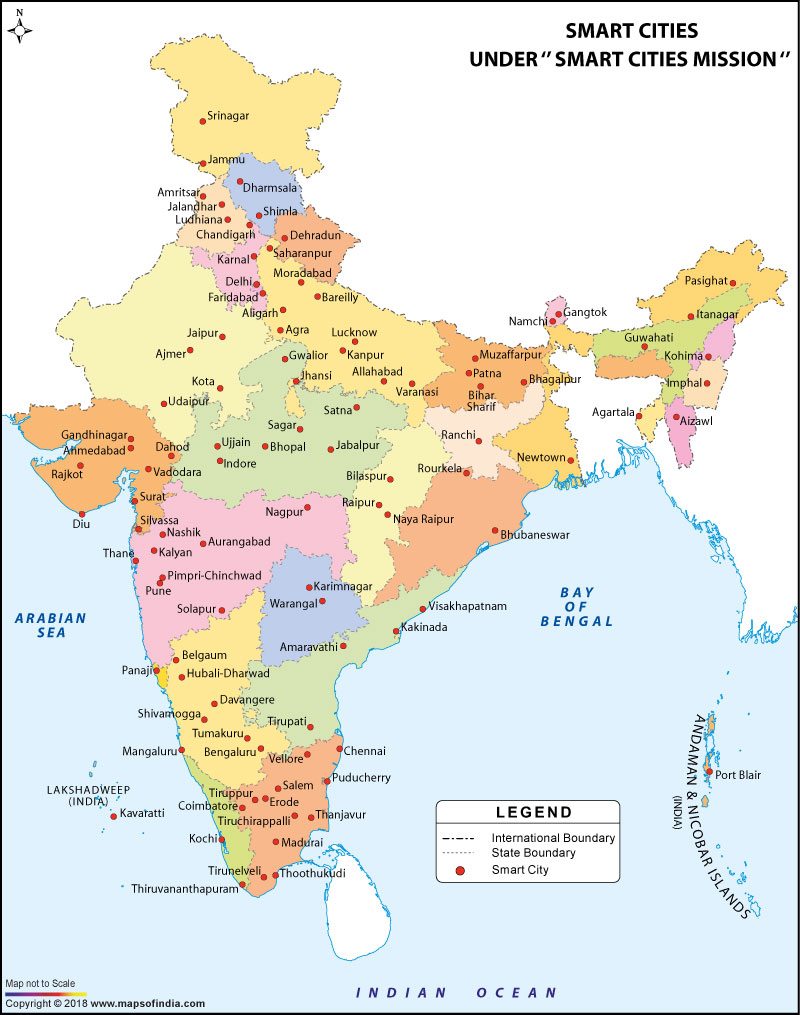 N
SMART CITIES
UNDER " SMART CITIES MISSION "
Srinagar
Jammu
Dharmsala
Amritsar
Jalandhar
Ludhiana
Shimla
Chandigarh
Dehradun
Saharanpur
Karnal
Moradabad
Delhi
Faridabad
Bareilly
Aligarh
Pasighat
Gangtok
Namchi
Itanagar
Jaipur
Agra
Lucknow
Guwahati
Ajmer
Gwalior
Kanpur
Muzaffarpur
Kohima
Kota
Jhansi
Allahabad
Patna
Varanasi
Bhagalpur
Imphal
Bihar
Sharif
Udaipur
Satna
Agartala
Aizawl
Sagar
Gandhinagar
Ahmedabad
Dahod
Ujjain
Bhopal
Jabalpur
Ranchi
Indore
Newtown
Rajkot
Vadodara
Bilaspur
Rourkela
Surat
Raipur
Nagpur
Naya Raipur
Diu
Silvassa
Nashik
Bhubaneswar
Aurangabad
Thane
Kalyan
Pimpri-Chinchwad
Pune
Karimnagar
Warangal
Solapur
Visakhapatnam
ARABIAN
SEA
BAY
OF
BENGAL
Kakinada
Amaravathi
Belgaum
Panaji
Hubali-Dharwad
Davangere
Shivamogga
Tirupati
Tumakuru
Mangaluru
Bengaluru
Chennai
Vellore
Puducherry
Port Blair
ANDAMAN & NICOBAR ISLANDS
(INDIA)
LAKSHADWEEP
(INDIA)
Kavaratti
Salem
Tiruppur
Erode
Coimbatore
Tiruchirappalli
Thanjavur
Kochi
Madurai
Tirunelveli
Thoothukudi
Thiruvananthapuram
LEGEND
International Boundary
State Boundary
Smart City
INDIAN OCEAN
Map not to Scale
Copyright © 2018 www.mapsofindia.com